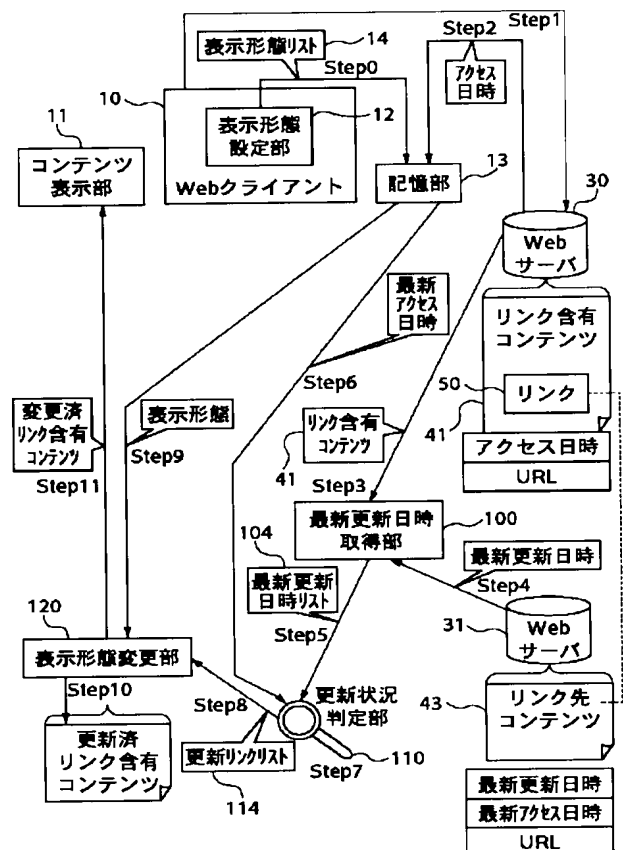 Step1
Step2
14
表示形態リスト
Step0
アクセス
日時
10
11
12
表示形態
設定部
Webクライアント
コンテンツ
表示部
13
記憶部
30
Web
サーバ
最新
アクセス
日時
Step6
リンク含有
コンテンツ
50
リンク
41
アクセス日時
URL
変更済
リンク含有
コンテンツ
Step11
表示形態
Step9
リンク含有
コンテンツ
41
Step3
最新更新日時
取得部
100
104
最新更新
日時リスト
Step5
最新更新日時
Step4
120
表示形態変更部
31
Web
サーバ
Step10
Step8
更新状況
判定部
43
リンク先
コンテンツ
更新済
リンク含有
コンテンツ
更新リンクリスト
114
Step7
110
最新更新日時
最新アクセス日時
URL